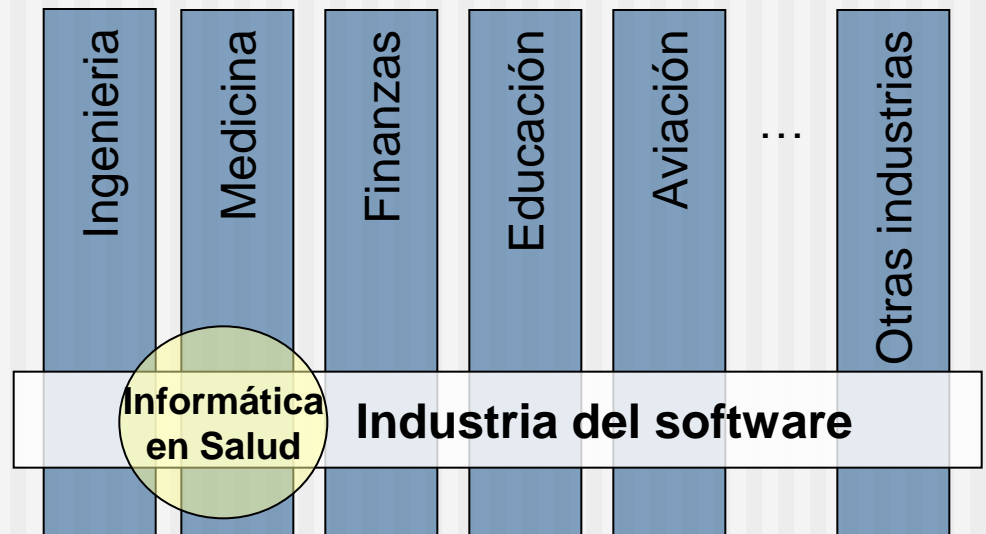 Ingenieria
Medicina
Finanzas
Educación
Aviación
...
Otras industrias
Informática
en Salud
Industria del software